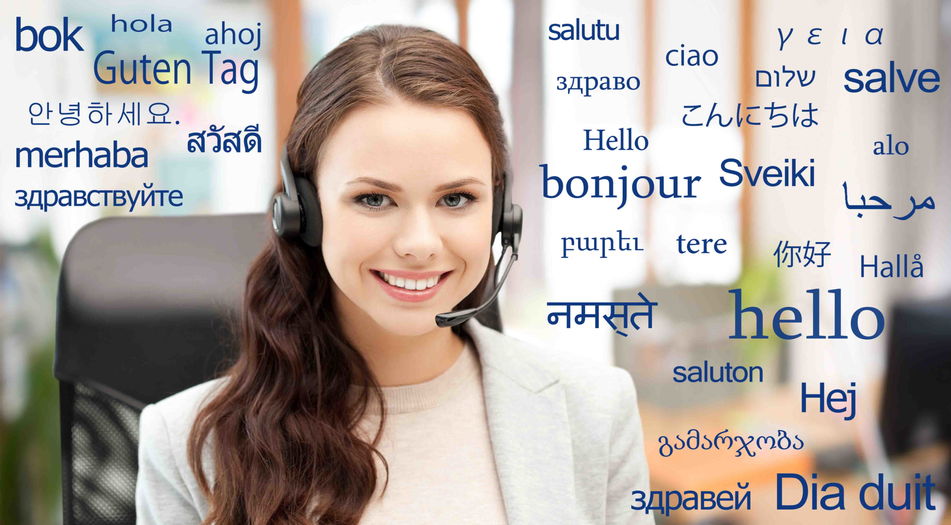 bok
hola
ahoj
Guten Tag
안녕하세요.
สวัสดี
merhaba
здравствуйте
salutu
ciao
γεια
здраво
שלום
salve
こんにちは
Hello
alo
bonjour
Sveiki
مرحبا
բարեւ
tere
你好
Hallå
नमस्ते
hello
saluton
Hej
გამარჯობა
здравей
Dia duit